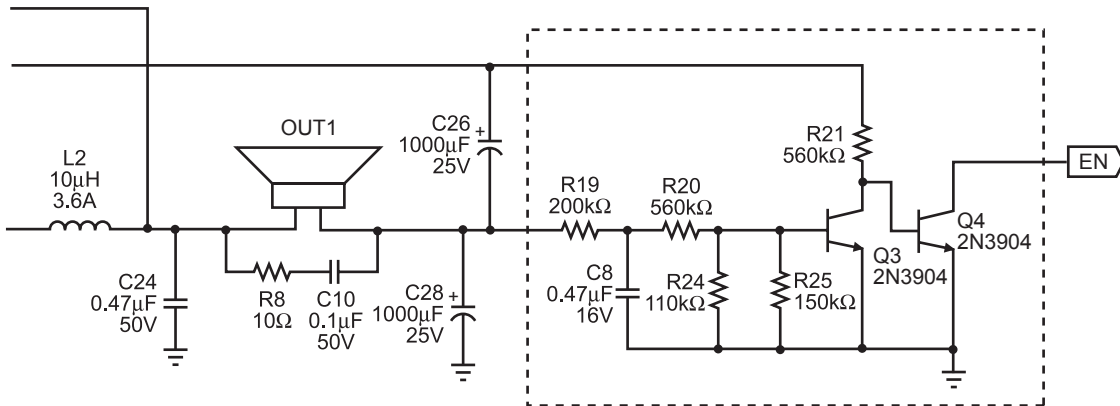 OUT1
C26
1000µF
25V
+
R21
560kΩ
EN
L2
10µH
3.6A
R19
200kΩ
R20
560kΩ
Q4
2N3904
Q3
2N3904
C24
0.47µF
50V
R8
10Ω
C10
0.1µF
50V
C28
1000µF
25V
+
C8
0.47µF
16V
R24
110kΩ
R25
150kΩ